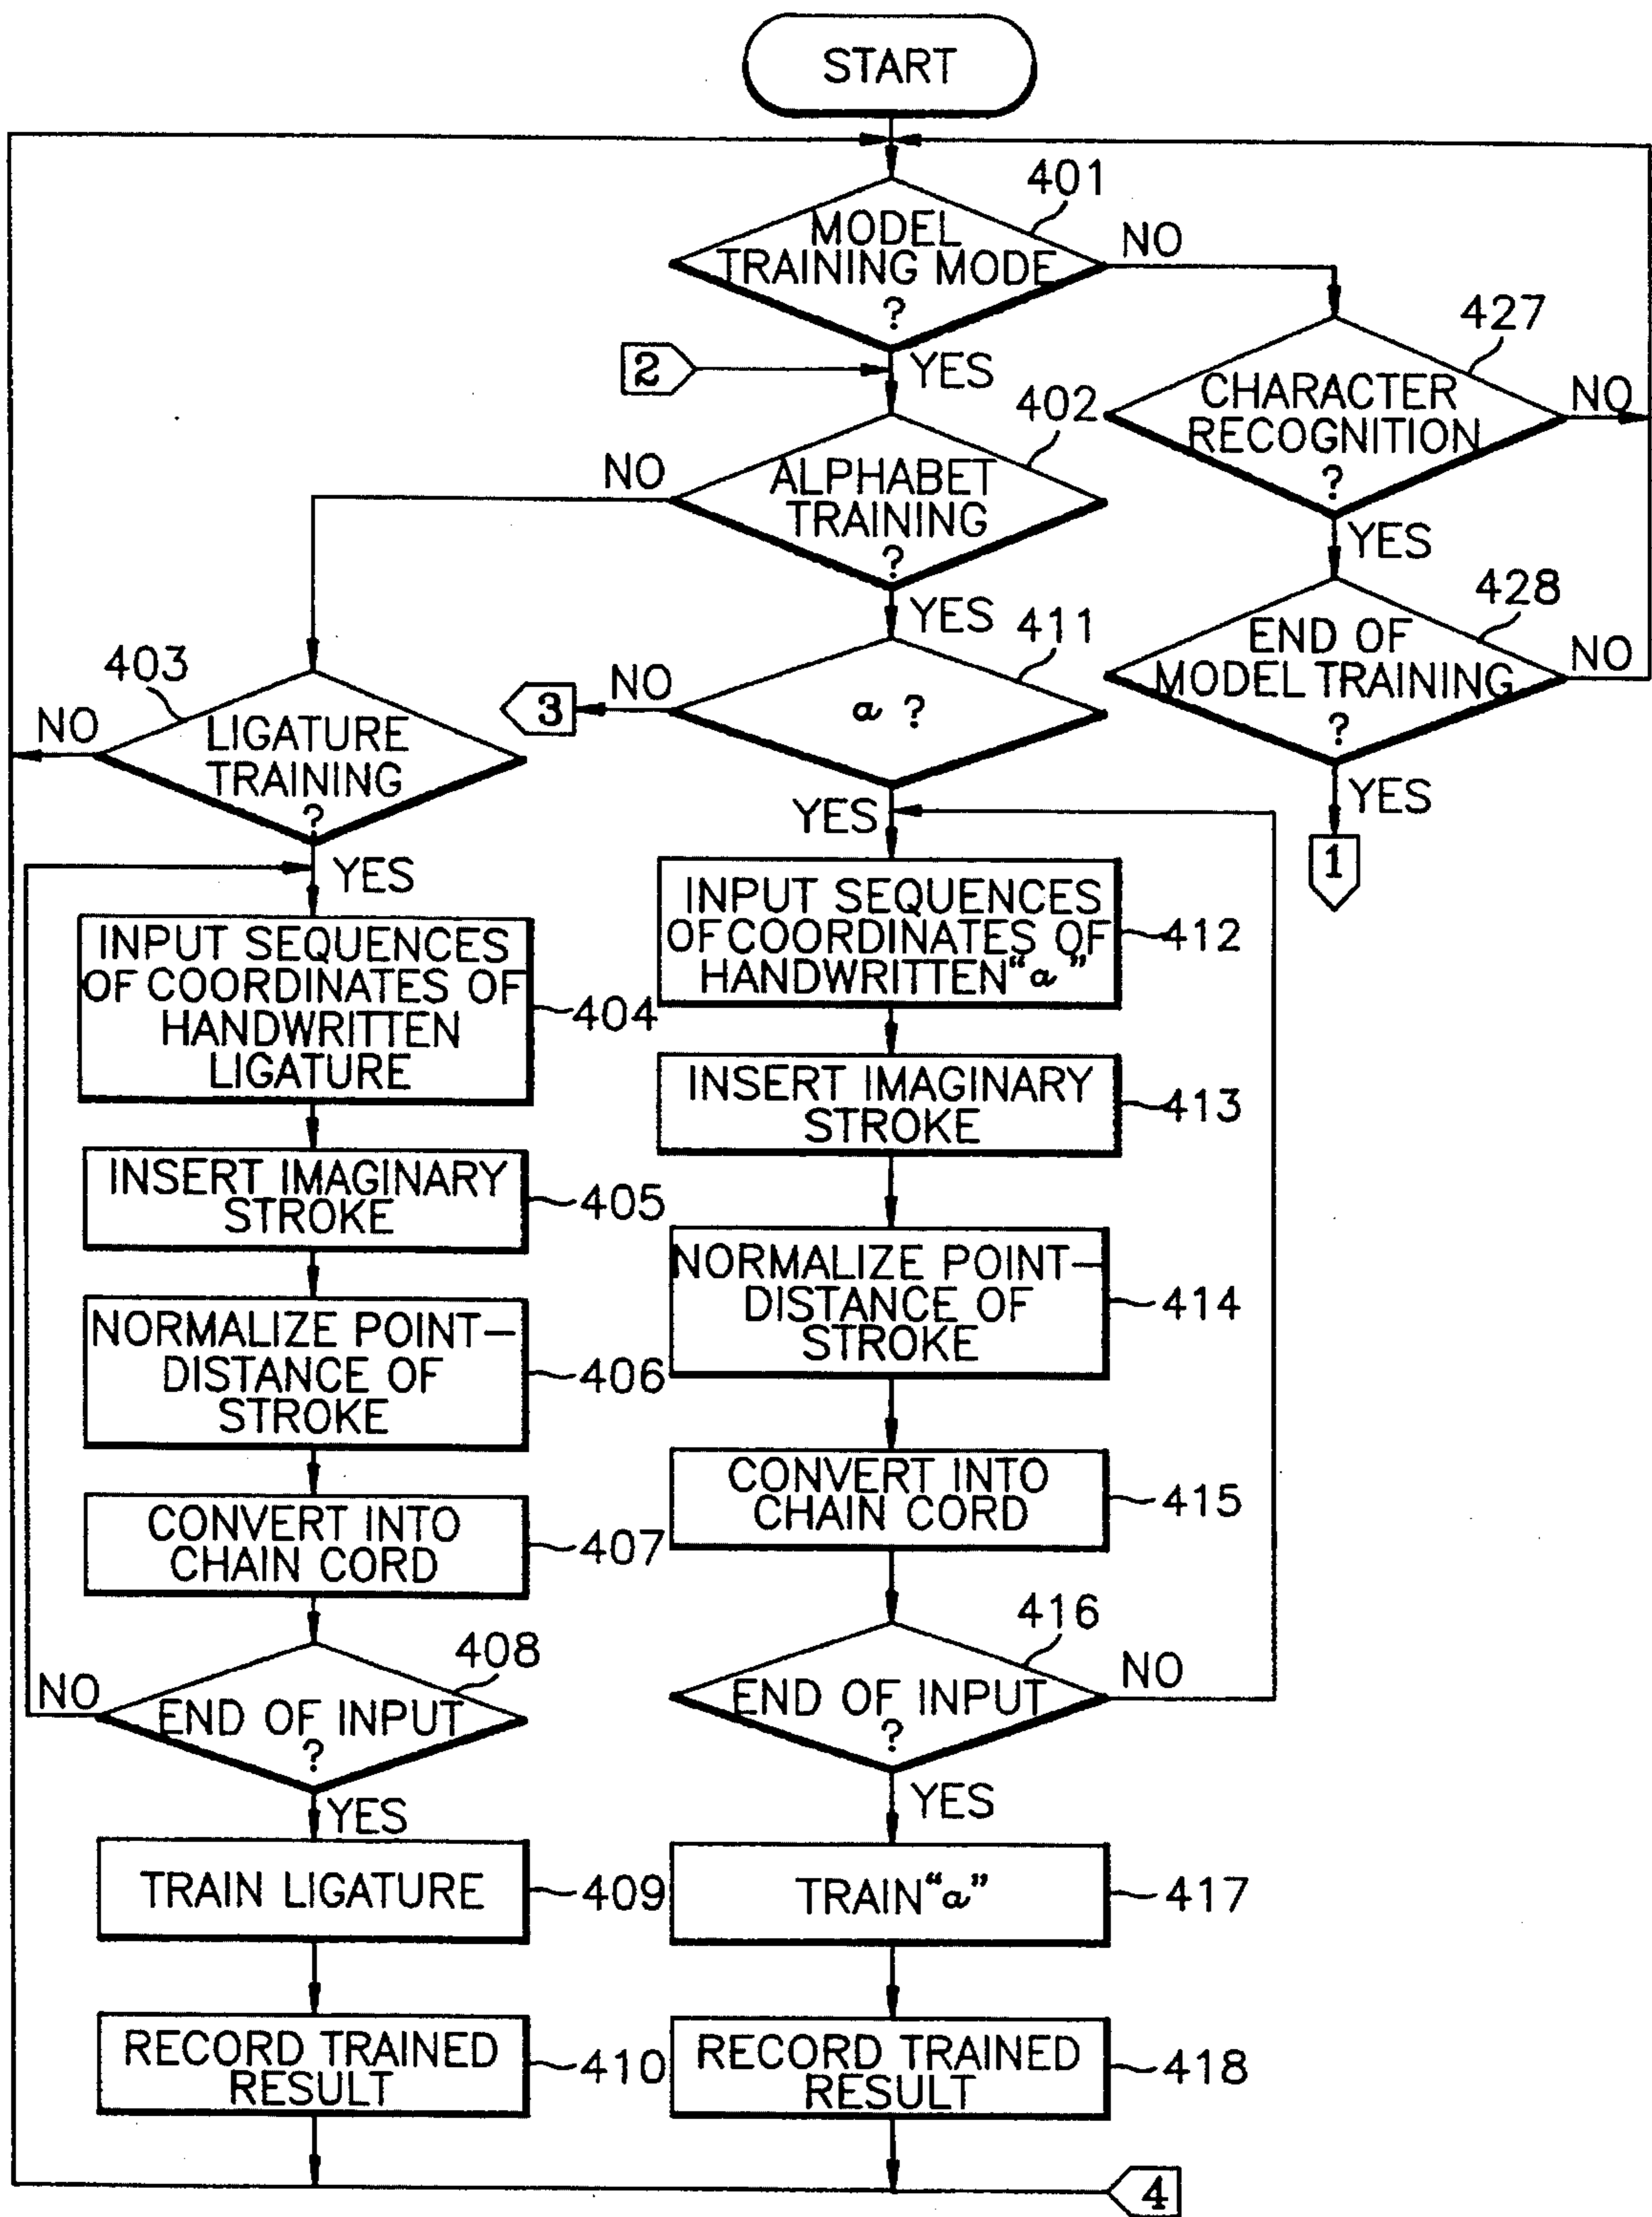 START
401
MODEL
TRAINING MODE
?
NO
YES
2
427
CHARACTER
RECOGNITION
?
NO
YES
402
ALPHABET
TRAINING
?
NO
YES
428
END OF
MODEL TRAINING
?
NO
YES
1
411
a ?
NO
3
YES
403
LIGATURE
TRAINING
?
NO
YES
INPUT SEQUENCES
OF COORDINATES OF
HANDWRITTEN
LIGATURE
404
INSERT IMAGINARY
STROKE
405
NORMALIZE POINT–
DISTANCE OF
STROKE
406
CONVERT INTO
CHAIN CORD
407
408
END OF INPUT
?
NO
YES
TRAIN LIGATURE
409
RECORD TRAINED
RESULT
410
INPUT SEQUENCES
OF COORDINATES OF
HANDWRITTEN “a”
412
INSERT IMAGINARY
STROKE
413
NORMALIZE POINT–
DISTANCE OF
STROKE
414
CONVERT INTO
CHAIN CORD
415
416
END OF INPUT
?
NO
YES
TRAIN “a”
417
RECORD TRAINED
RESULT
418
4